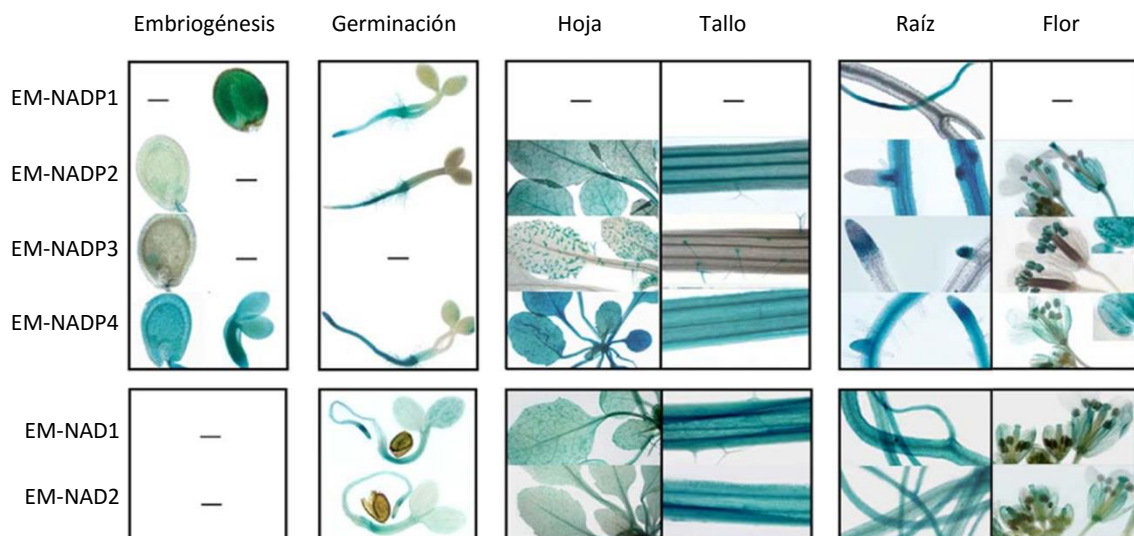 Embriogénesis Germinación Hoja Tallo Raíz Flor
EM-NADP1
EM-NADP2
EM-NADP3
EM-NADP4
EM-NAD1
EM-NAD2